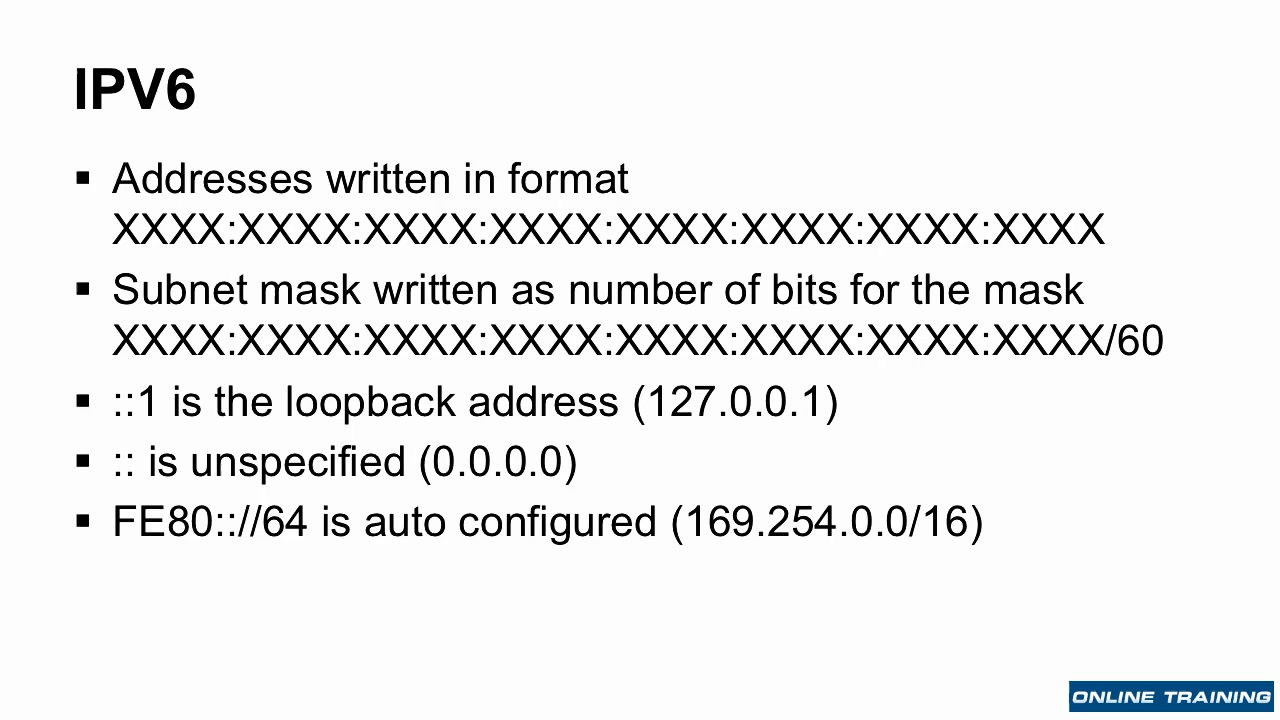 IPV6
▪ Addresses written in format
XXXX:XXXX:XXXX:XXXX:XXXX:XXXX:XXXX:XXXX
▪ Subnet mask written as number of bits for the mask
XXXX:XXXX:XXXX:XXXX:XXXX:XXXX:XXXX:XXXX/60
▪ ::1 is the loopback address (127.0.0.1)
▪ :: is unspecified (0.0.0.0)
▪ FE80:://64 is auto configured (169.254.0.0/16)
ONLINE TRAINING